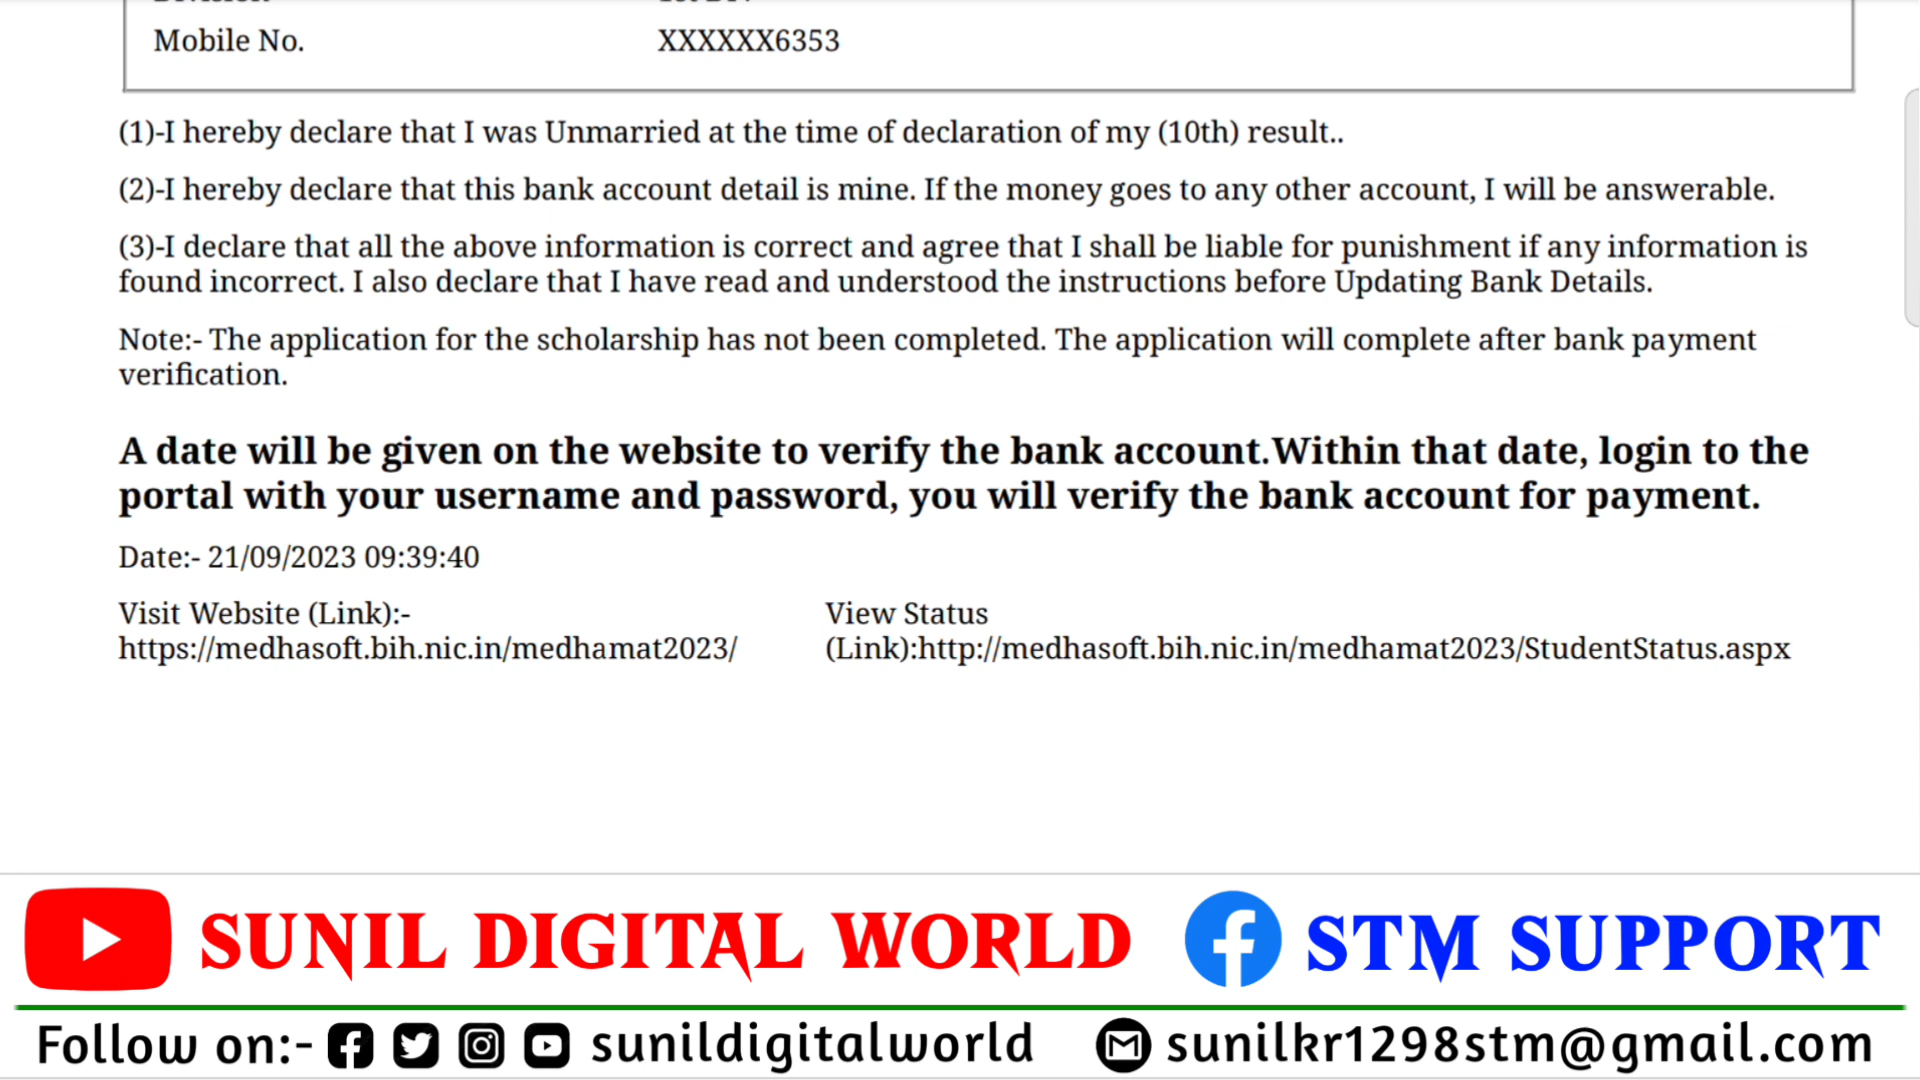 Mobile No. XXXXXX6353
(1)-I hereby declare that I was Unmarried at the time of declaration of my (10th) result..
(2)-I hereby declare that this bank account detail is mine. If the money goes to any other account, I will be answerable.
(3)-I declare that all the above information is correct and agree that I shall be liable for punishment if any information is
found incorrect. I also declare that I have read and understood the instructions before Updating Bank Details.
Note:- The application for the scholarship has not been completed. The application will complete after bank payment
verification.
A date will be given on the website to verify the bank account.Within that date, login to the
portal with your username and password, you will verify the bank account for payment.
Date:- 21/09/2023 09:39:40
Visit Website (Link):-
https://medhasoft.bih.nic.in/medhamat2023/
View Status
(Link):http://medhasoft.bih.nic.in/medhamat2023/StudentStatus.aspx
SUNIL DIGITAL WORLD
STM SUPPORT
Follow on:- sunildigitalworld
sunilkr1298stm@gmail.com